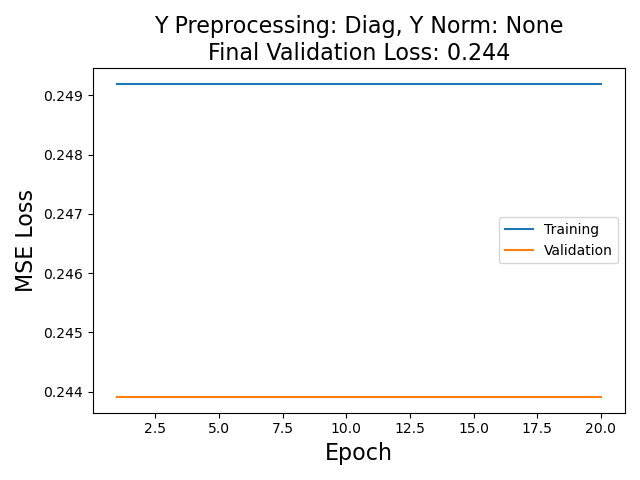 Y Preprocessing: Diag, Y Norm: None
Final Validation Loss: 0.244
0.249
0.248
0.247
0.246
0.245
0.244
MSE Loss
Training
Validation
2.5 5.0 7.5 10.0 12.5 15.0 17.5 20.0
Epoch